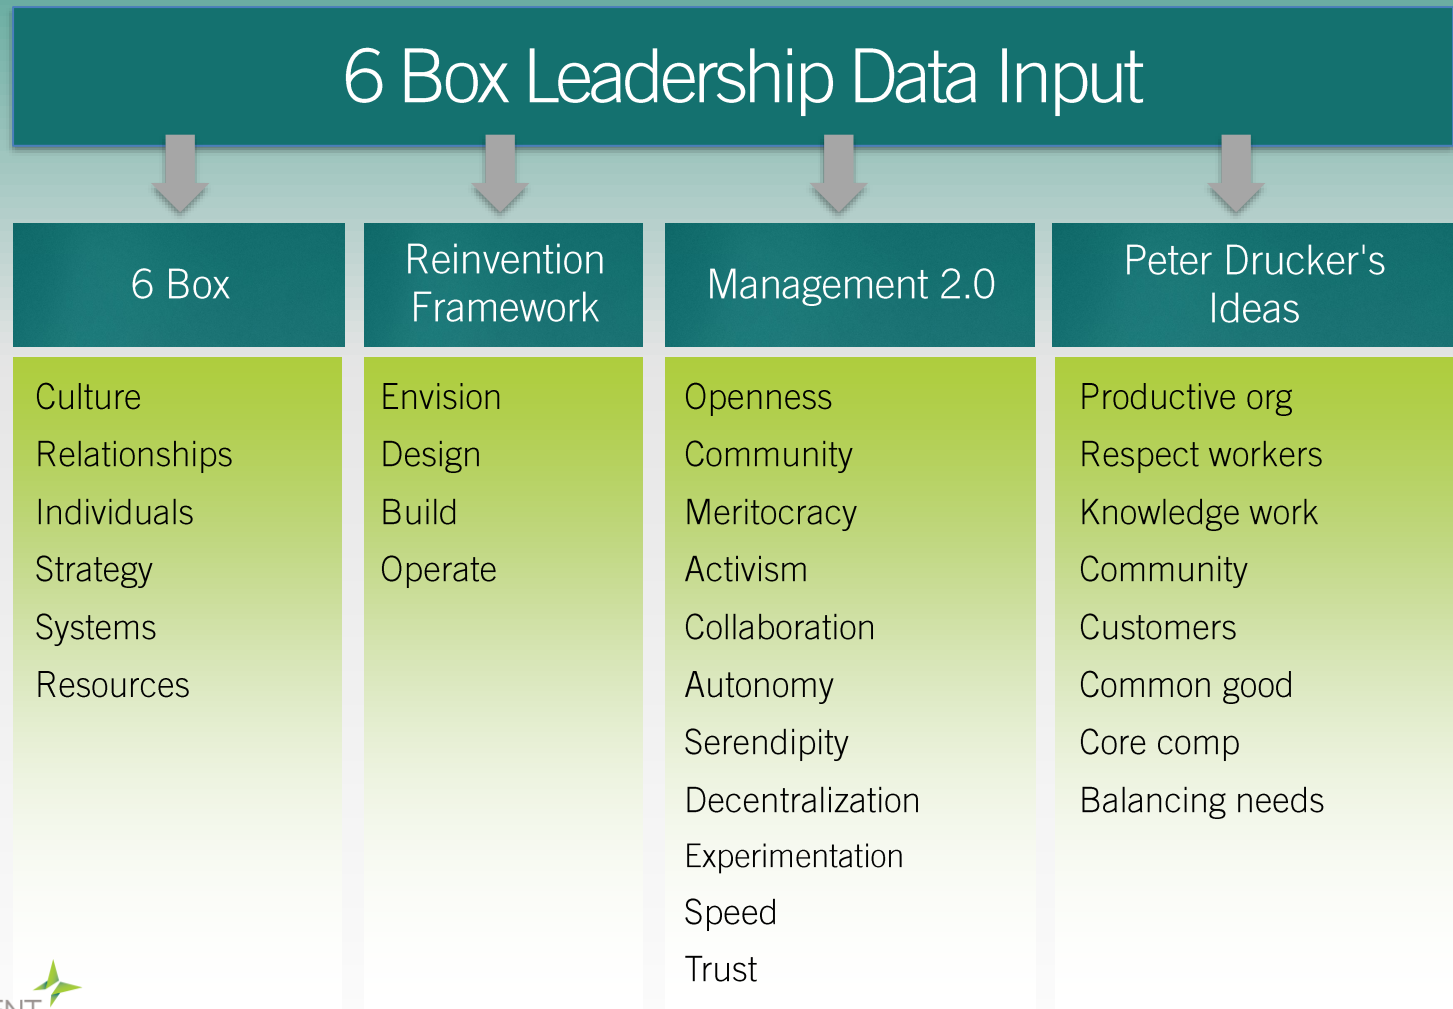 6 Box Leadership Data Input
6 Box
Reinvention
Framework
Management 2.0
Peter Drucker's
Ideas
Culture
Relationships
Individuals
Strategy
Systems
Resources
Envision
Design
Build
Operate
Openness
Community
Meritocracy
Activism
Collaboration
Autonomy
Serendipity
Decentralization
Experimentation
Speed
Trust
Productive org
Respect workers
Knowledge work
Community
Customers
Common good
Core comp
Balancing needs